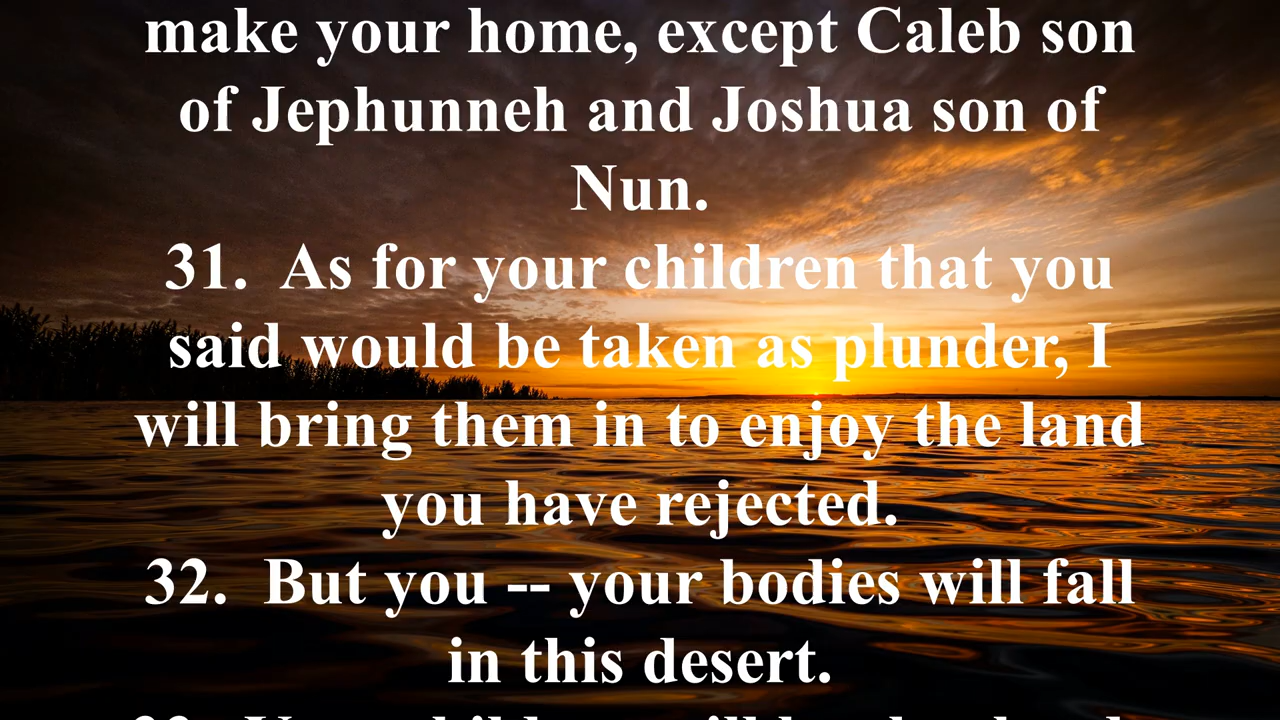 make your home, except Caleb son
of Jephunneh and Joshua son of
Nun.
31.  As for your children that you
said would be taken as plunder, I
will bring them in to enjoy the land
you have rejected.
32.  But you -- your bodies will fall
in this desert.